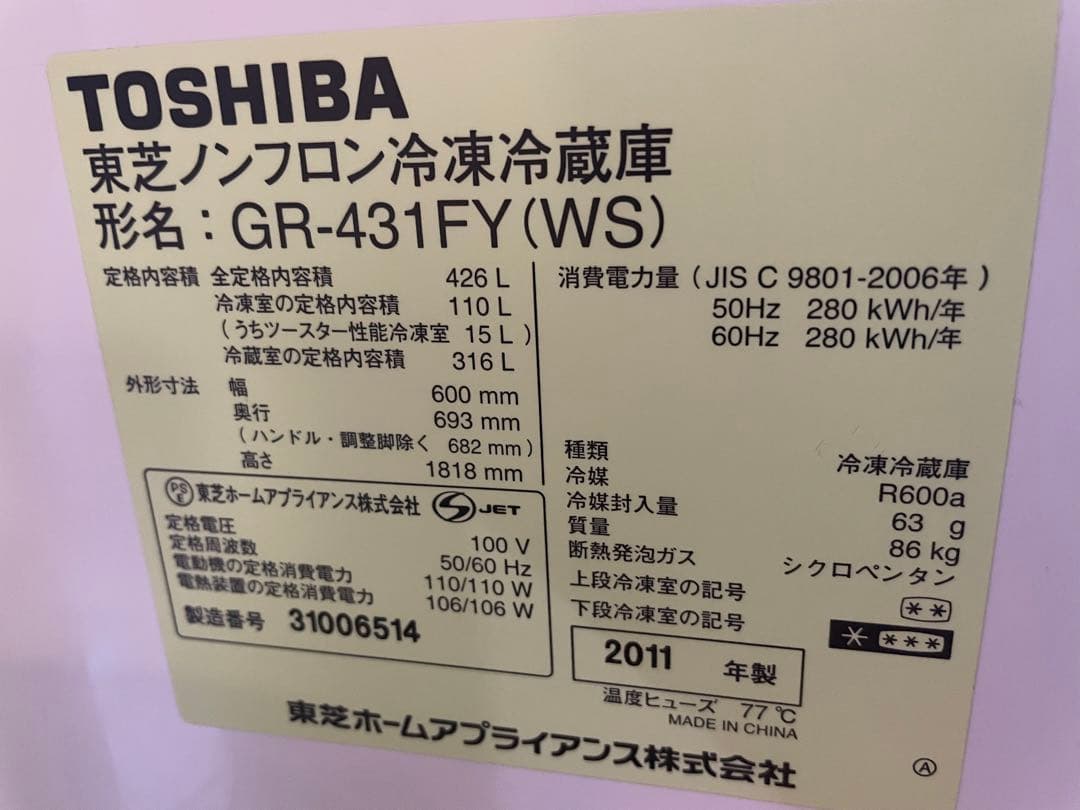 TOSHIBA
東芝ノンフロン冷凍冷蔵庫
形名：GR-431FY(WS)
定格内容積 全定格内容積 426 L
冷凍室の定格内容積 110 L
（うちツースター性能冷凍室 15 L ）
冷蔵室の定格内容積 316 L
外形寸法 幅 600 mm
奥行 693 mm
（ハンドル・調整脚除く 682 mm ）
高さ 1818 mm
PSE 東芝ホームアプライアンス株式会社 JET
定格電圧 100 V
定格周波数 50/60 Hz
電動機の定格消費電力 110/110 W
電熱装置の定格消費電力 106/106 W
製造番号 31006514
消費電力量（JIS C 9801-2006年）
50Hz 280 kWh/年
60Hz 280 kWh/年
種類 冷凍冷蔵庫
冷媒 R600a
冷媒封入量 63 g
質量 86 kg
断熱発泡ガス シクロペンタン
上段冷凍室の記号 **
下段冷凍室の記号 * ***
2011 年製
温度ヒューズ 77 ℃
MADE IN CHINA
東芝ホームアプライアンス株式会社
Ⓐ